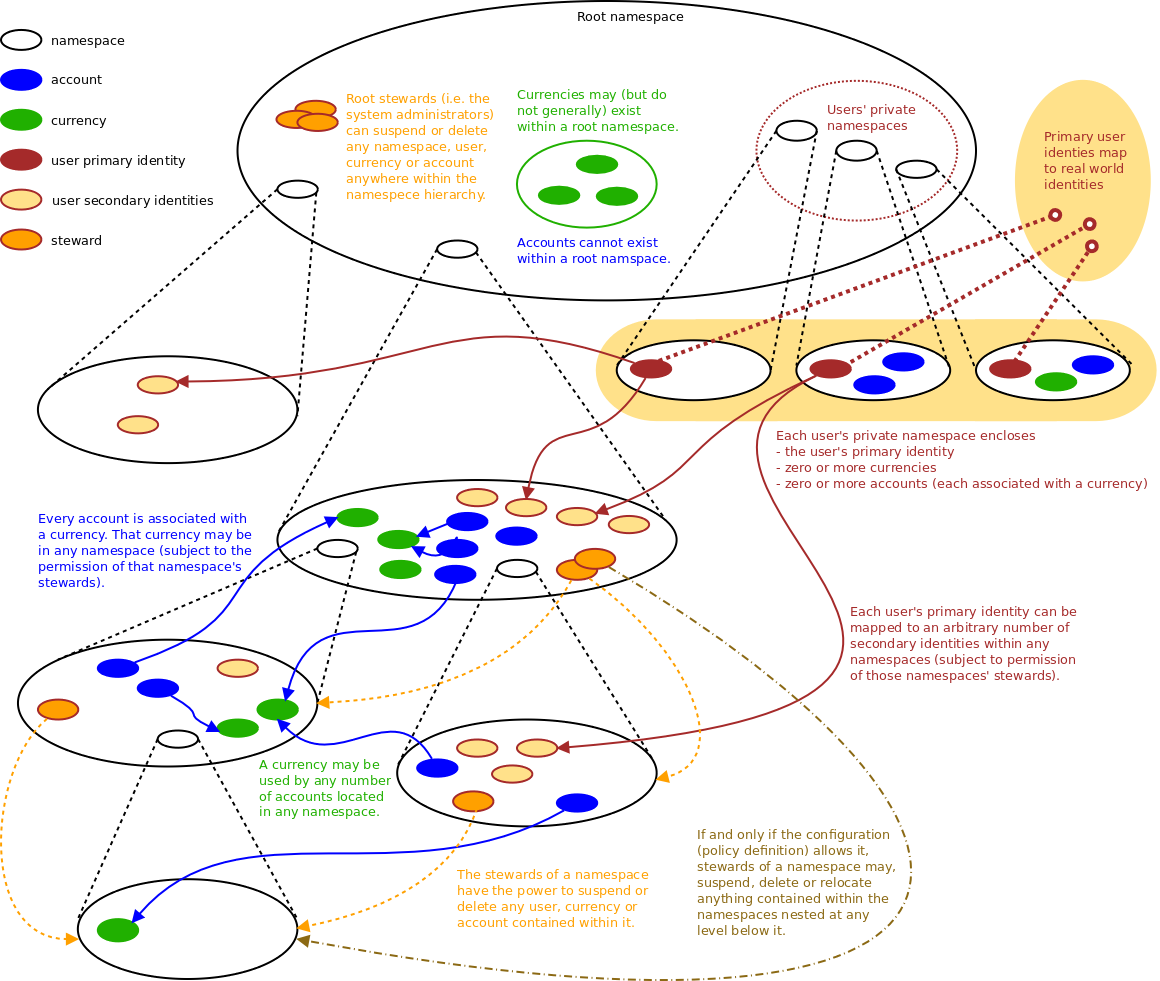 Root namespace
namespace
account
currency
user primary identity
user secondary identities
steward
Root stewards (i.e. the
system administrators)
can suspend or delete
any namespace, user,
currency or account
anywhere within the
namespece hierarchy.
Currencies may (but do
not generally) exist
within a root namespace.
Accounts cannot exist
within a root namspace.
Users' private
namespaces
Primary user
identies map
to real world
identities
Each user's private namespace encloses
- the user's primary identity
- zero or more currencies
- zero or more accounts (each associated with a currency)
Every account is associated with
a currency. That currency may be
in any namespace (subject to the
permission of that namespace's
stewards).
Each user's primary identity can be
mapped to an arbitrary number of
secondary identities within any
namespaces (subject to permission
of those namespaces' stewards).
A currency may be
used by any number
of accounts located
in any namespace.
If and only if the configuration
(policy definition) allows it,
stewards of a namespace may,
suspend, delete or relocate
anything contained within the
namespaces nested at any
level below it.
The stewards of a namespace
have the power to suspend or
delete any user, currency or
account contained within it.